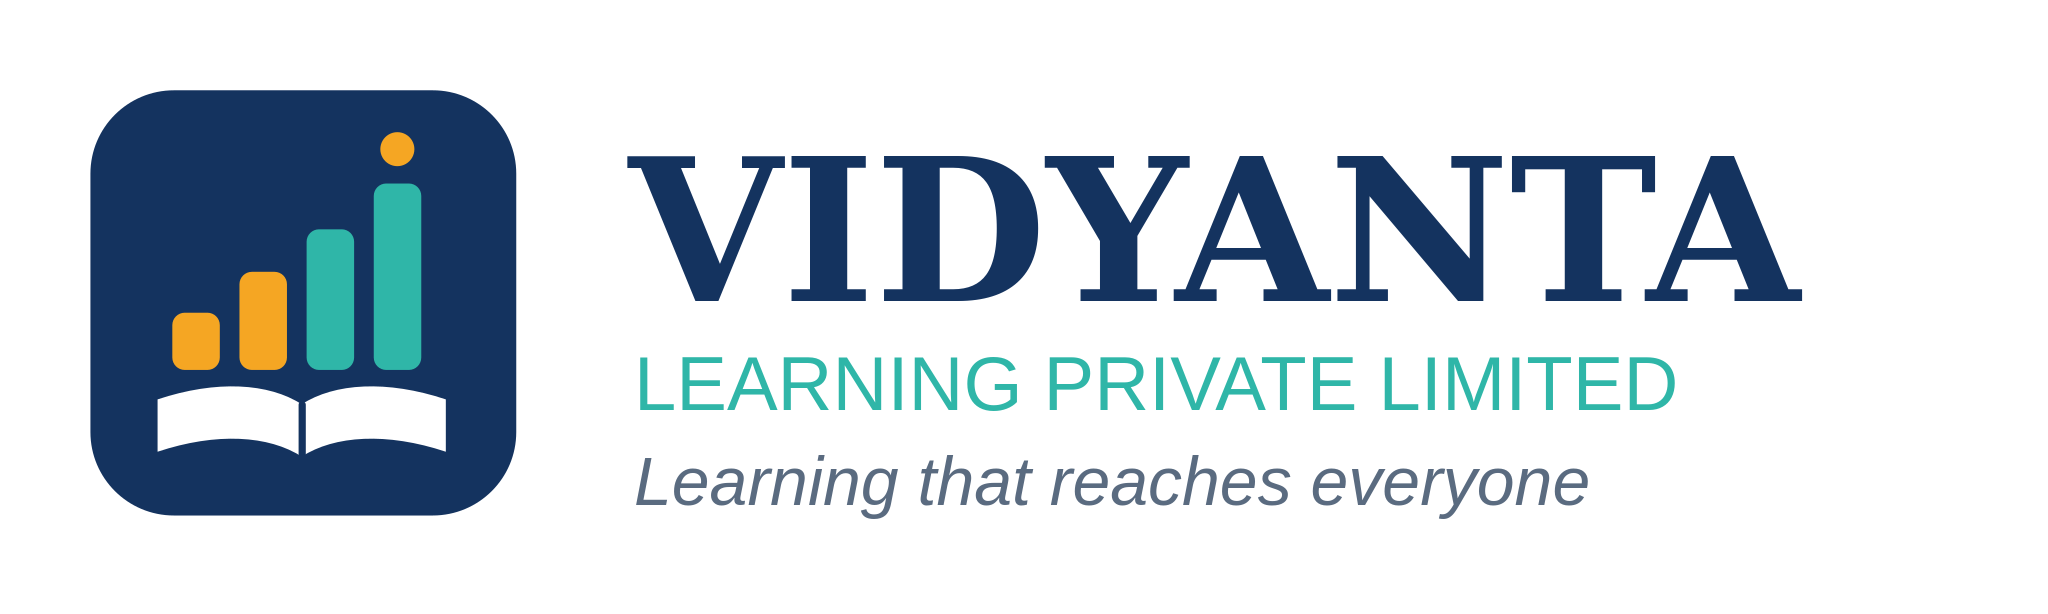 VIDYANTA
LEARNING PRIVATE LIMITED
Learning that reaches everyone